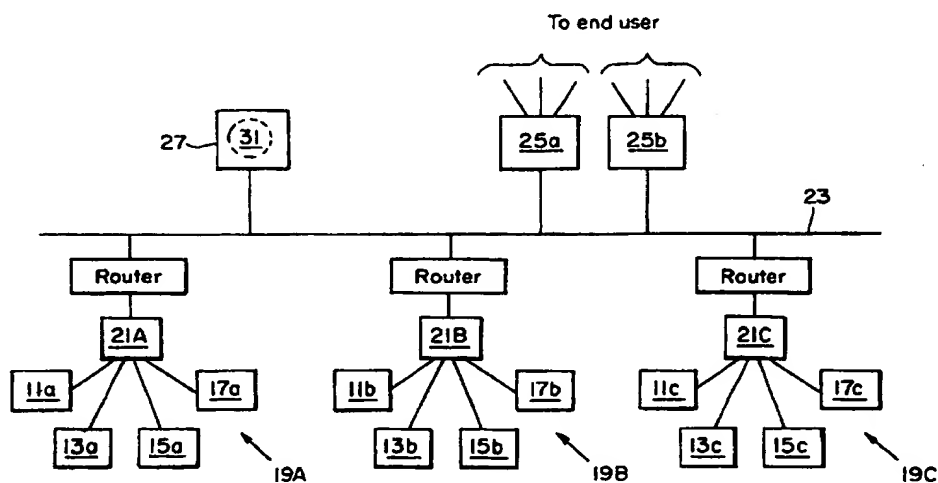 To end user
27
31
25a
25b
23
Router
Router
Router
21A
21B
21C
11a
17a
11b
17b
11c
17c
13a
15a
13b
15b
13c
15c
19A
19B
19C